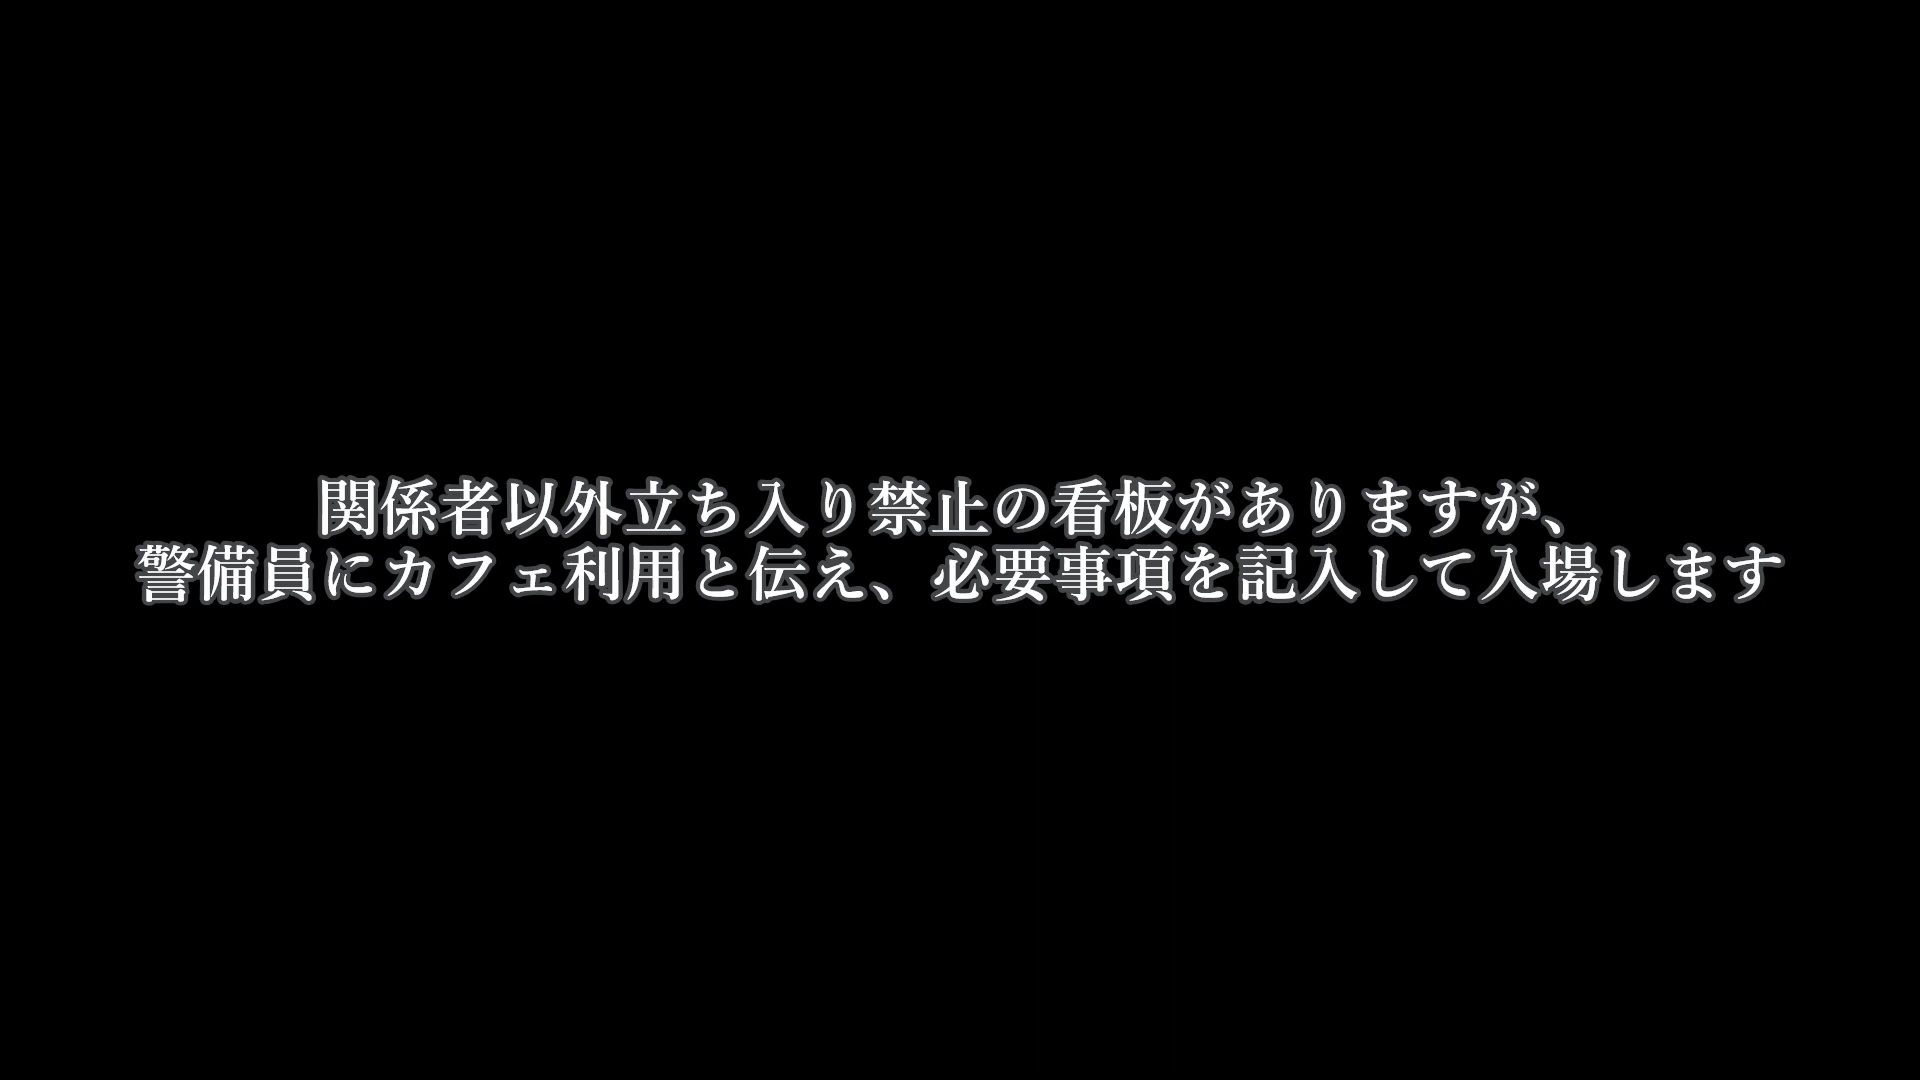 関係者以外立ち入り禁止の看板がありますが、
警備員にカフェ利用と伝え、必要事項を記入して入場します